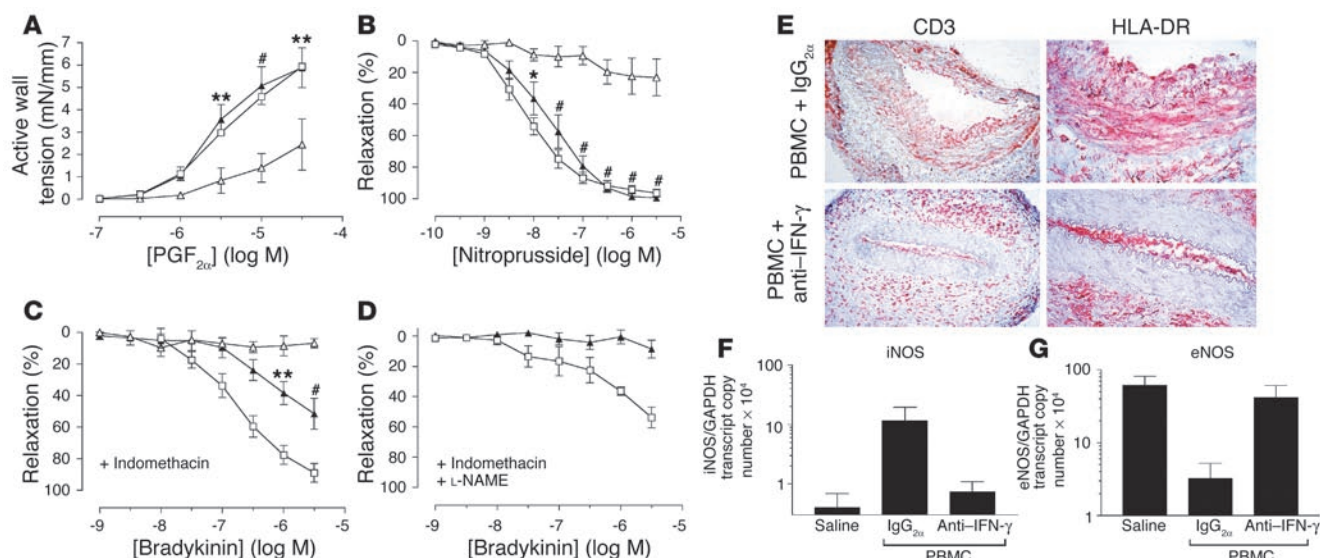 A
Active wall
tension (mN/mm)
7
6
5
4
3
2
1
0
** # **
-7 -6 -5 -4
[PGF2α] (log M)
B
Relaxation (%)
0
20
40
60
80
100
* # # # # #
-10 -9 -8 -7 -6 -5
[Nitroprusside] (log M)
C
Relaxation (%)
0
20
40
60
80
100
** #
+ Indomethacin
-9 -8 -7 -6 -5
[Bradykinin] (log M)
D
Relaxation (%)
0
20
40
60
80
100
+ Indomethacin
+ L-NAME
-9 -8 -7 -6 -5
[Bradykinin] (log M)
E
CD3 HLA-DR
PBMC + IgG2α
PBMC +
anti–IFN-γ
F
iNOS
iNOS/GAPDH
transcript copy
number × 10⁴
100
10
1
Saline IgG2α Anti–IFN-γ
PBMC
G
eNOS
eNOS/GAPDH
transcript copy
number × 10⁴
100
10
1
Saline IgG2α Anti–IFN-γ
PBMC